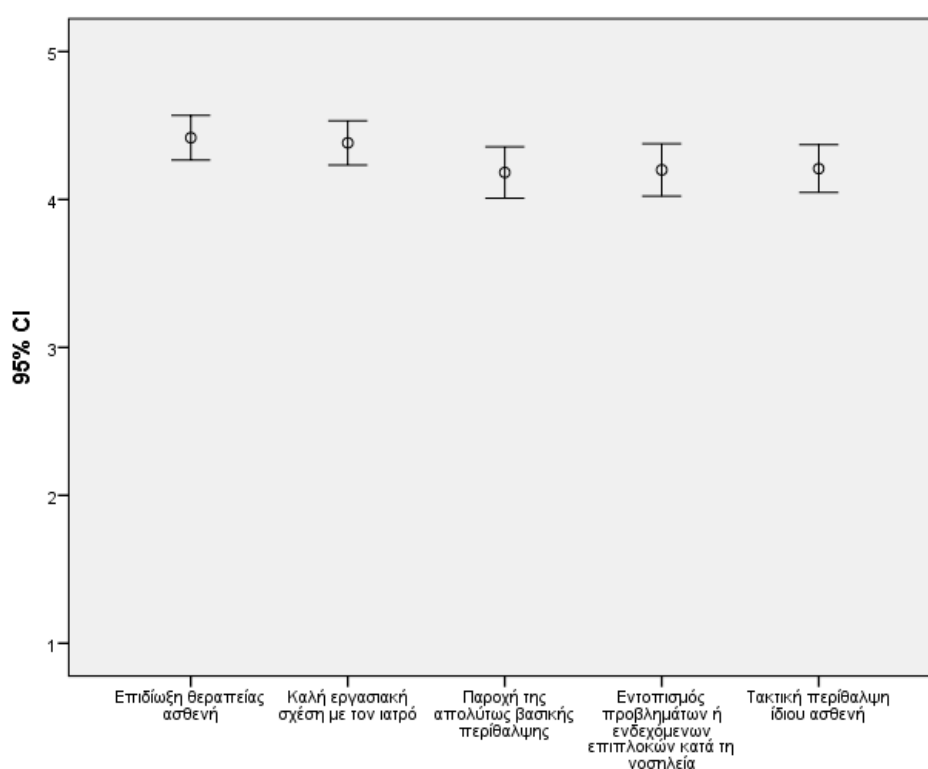 5
4
3
2
1
95% CI
Επιδίωξη θεραπείας
ασθενή
Καλή εργασιακή
σχέση με τον ιατρό
Παροχή της
απολύτως βασικής
περίθαλψης
Εντοπισμός
προβλημάτων ή
ενδεχόμενων
επιπλοκών κατά τη
νοσηλεία
Τακτική περίθαλψη
ίδιου ασθενή